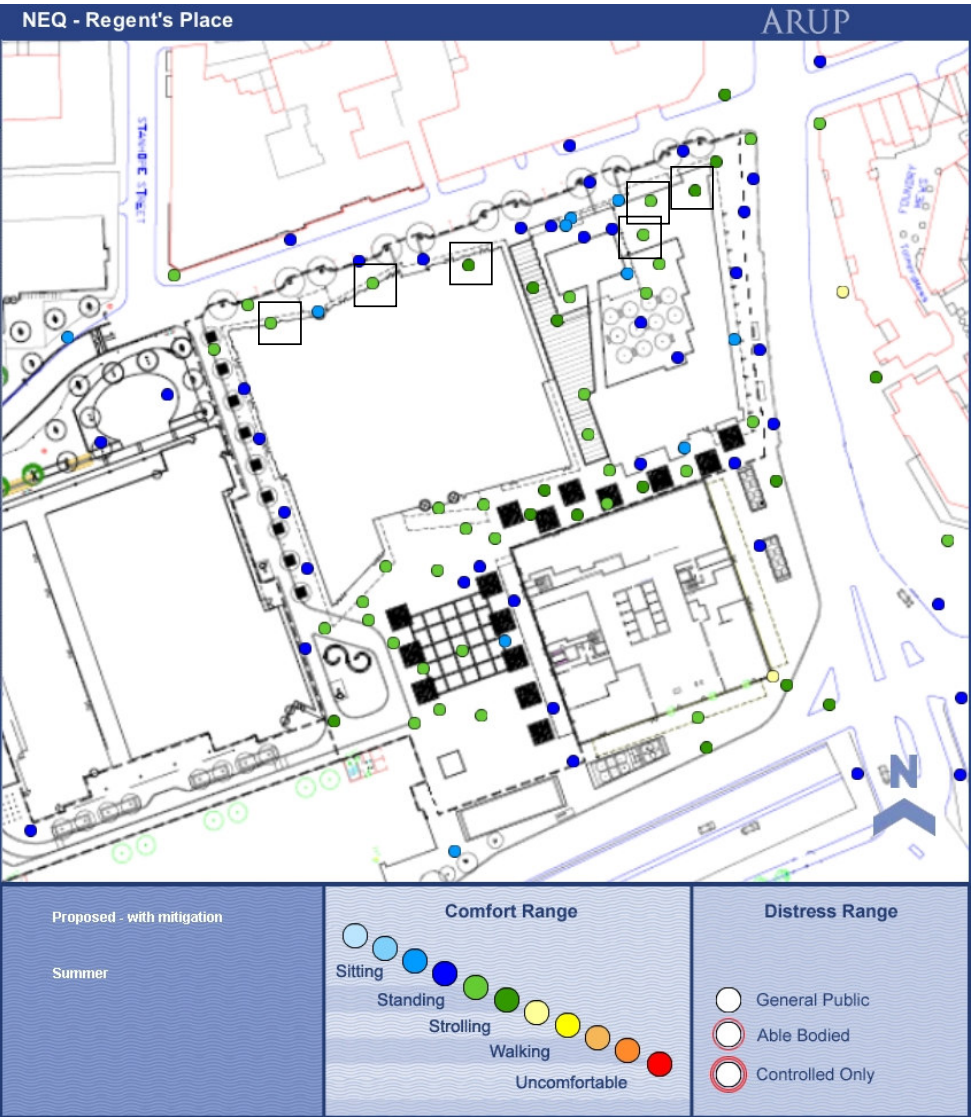 NEQ - Regent's Place
ARUP
STANHOPE STREET
FOUNDRY
MEWS
N
Proposed - with mitigation
Summer
Comfort Range
Sitting
Standing
Strolling
Walking
Uncomfortable
Distress Range
General Public
Able Bodied
Controlled Only